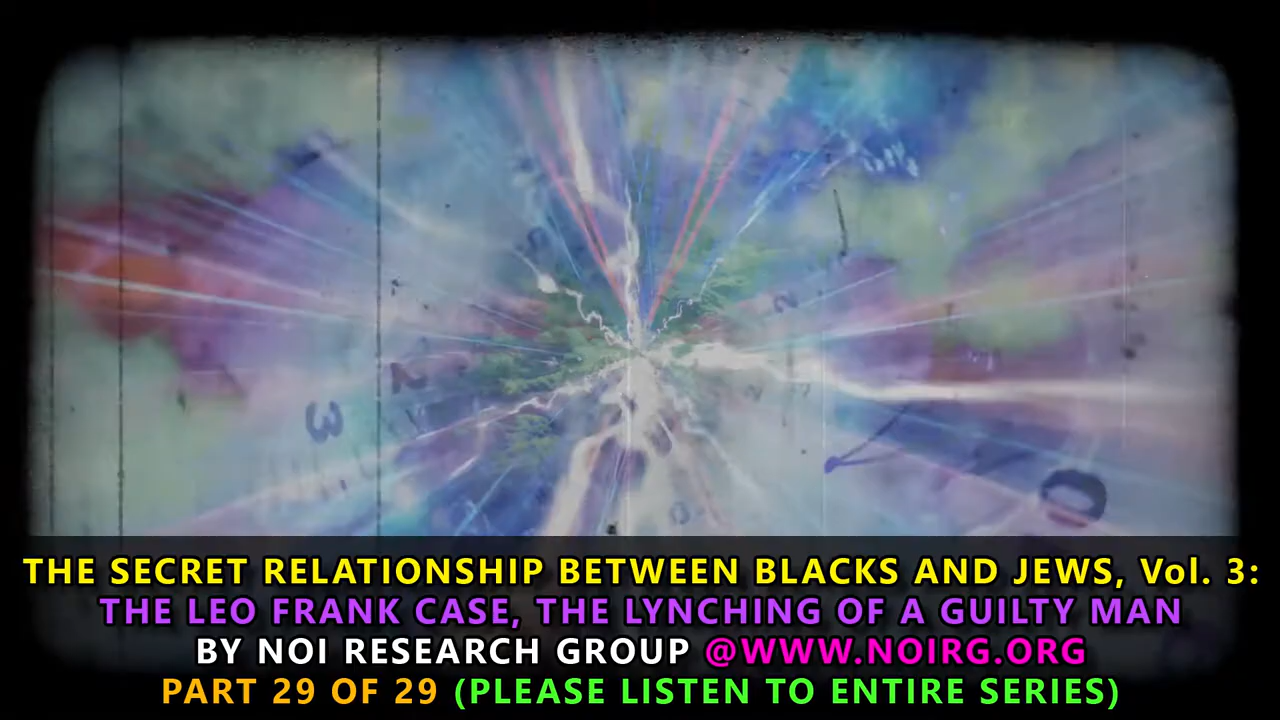 THE SECRET RELATIONSHIP BETWEEN BLACKS AND JEWS, Vol. 3:
THE LEO FRANK CASE, THE LYNCHING OF A GUILTY MAN
BY NOI RESEARCH GROUP @WWW.NOIRG.ORG
PART 29 OF 29 (PLEASE LISTEN TO ENTIRE SERIES)